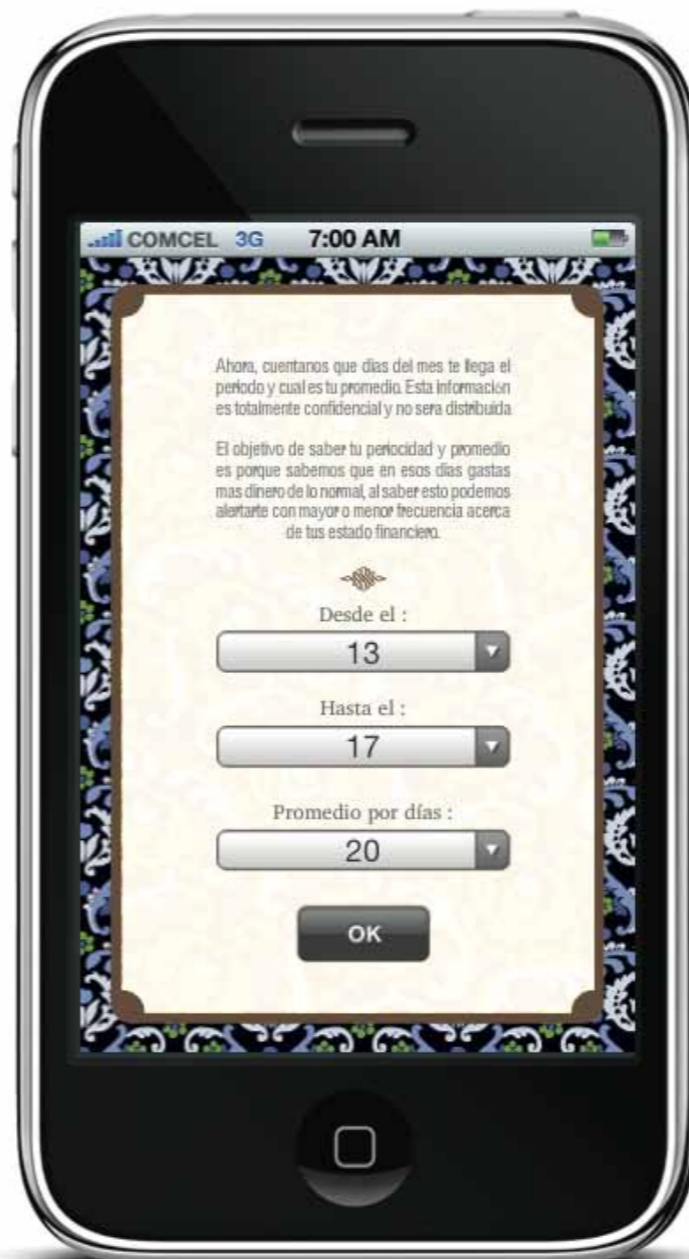 COMCEL 3G 7:00 AM
Ahora, cuentanos que dias del mes te llega el
periodo y cual es tu promedio. Esta informacion
es totalmente confidencial y no sera distribuida
El objetivo de saber tu periocidad y promedio
es porque sabemos que en esos días gastas
mas dinero de lo normal, al saber esto podemos
alertarte con mayor o menor frecuencia acerca
de tus estado financiero.
Desde el :
13
Hasta el :
17
Promedio por días :
20
OK